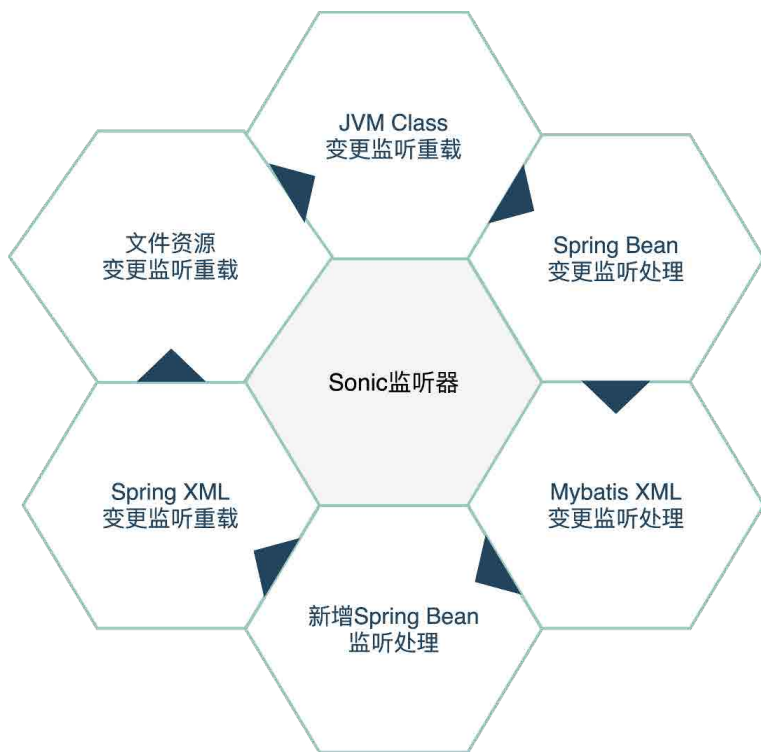 JVM Class
变更监听重载
文件资源
变更监听重载
Spring Bean
变更监听处理
Sonic监听器
Spring XML
变更监听重载
Mybatis XML
变更监听处理
新增Spring Bean
监听处理